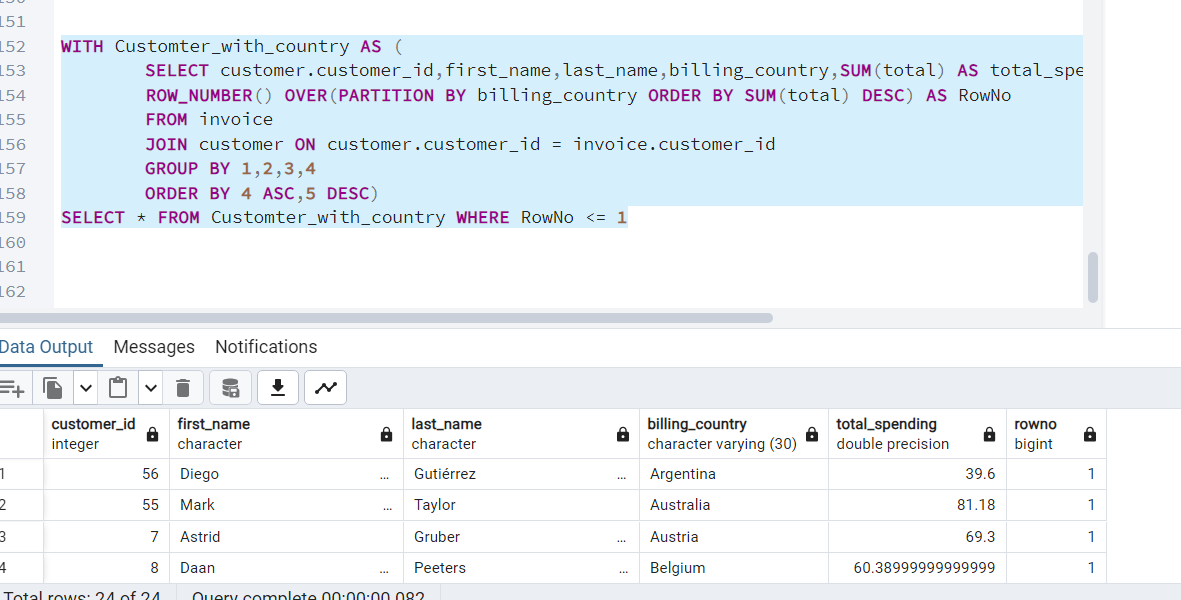 151
152 WITH Customter_with_country AS (
153 SELECT customer.customer_id,first_name,last_name,billing_country,SUM(total) AS total_spe
154 ROW_NUMBER() OVER(PARTITION BY billing_country ORDER BY SUM(total) DESC) AS RowNo
155 FROM invoice
156 JOIN customer ON customer.customer_id = invoice.customer_id
157 GROUP BY 1,2,3,4
158 ORDER BY 4 ASC,5 DESC)
159 SELECT * FROM Customter_with_country WHERE RowNo <= 1
160
161
162
Data Output Messages Notifications
customer_id first_name last_name billing_country total_spending rowno
integer character character character varying (30) double precision bigint
1 56 Diego ... Gutiérrez ... Argentina 39.6 1
2 55 Mark ... Taylor ... Australia 81.18 1
3 7 Astrid ... Gruber ... Austria 69.3 1
4 8 Daan ... Peeters ... Belgium 60.38999999999999 1
Total rows: 24 of 24 Query complete 00:00:00.082